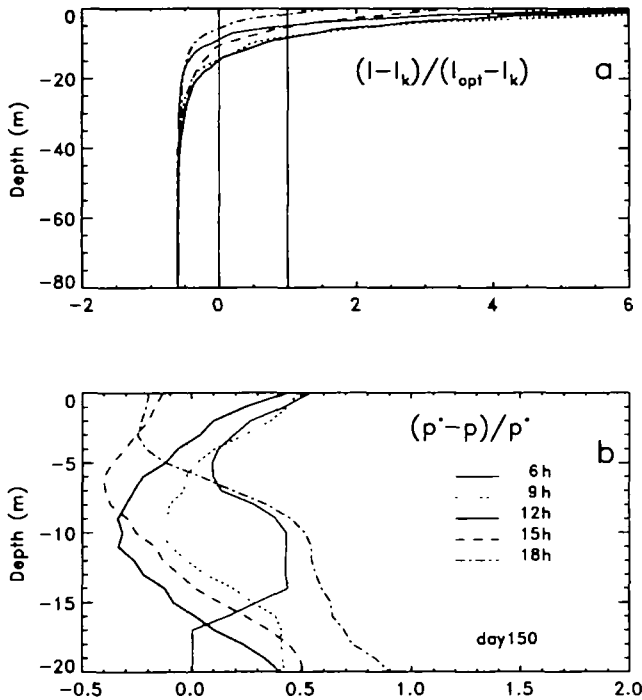 0
-20
-40
-60
-80
Depth (m)
(I-Ik)/(Iopt-Ik)
a
-2
0
2
4
6
0
-5
-10
-15
-20
Depth (m)
(p*-p)/p*
b
6h
9h
12h
15h
18h
day150
-0.5
0.0
0.5
1.0
1.5
2.0